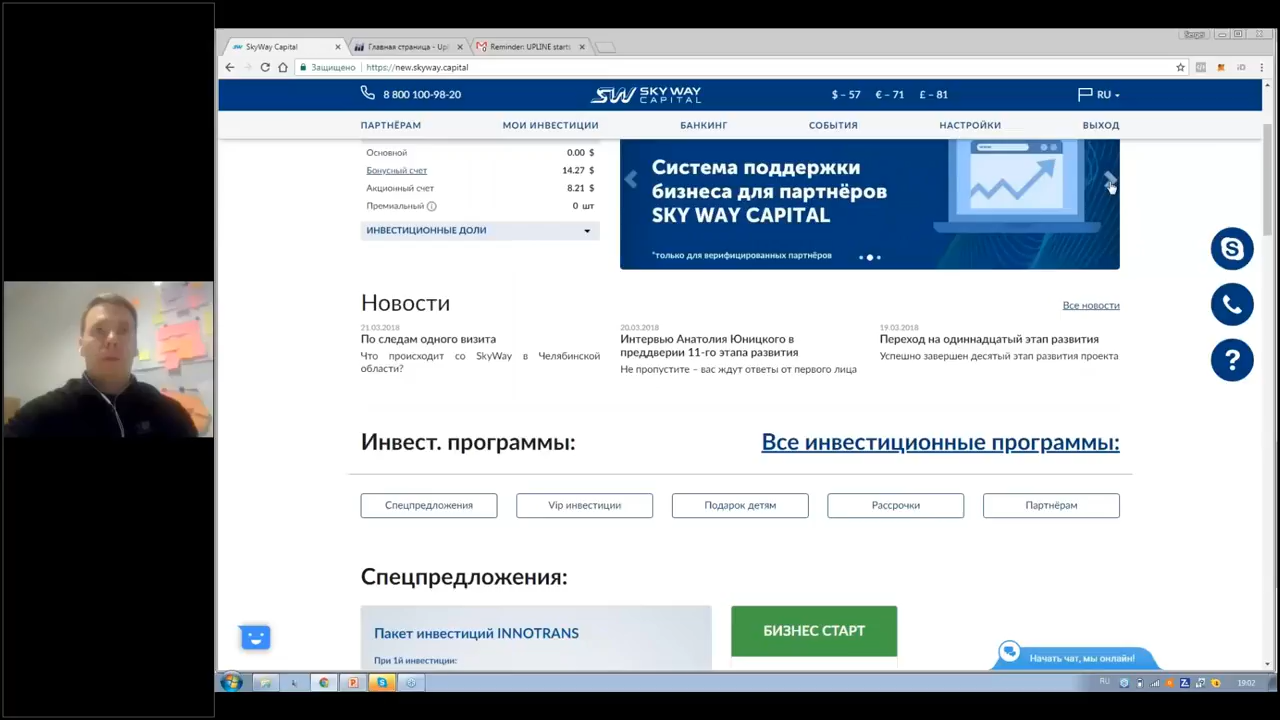 SkyWay Capital
Главная страница - Upl
Reminder: UPLINE starts
Защищено
https://new.skyway.capital
8 800 100-98-20
SKY WAY
CAPITAL
$ – 57 € – 71 £ – 81
RU
ПАРТНЁРАМ
МОИ ИНВЕСТИЦИИ
БАНКИНГ
СОБЫТИЯ
НАСТРОЙКИ
ВЫХОД
Основной 0.00 $
Бонусный счет 14.27 $
Акционный счет 8.21 $
Премиальный 0 шт
ИНВЕСТИЦИОННЫЕ ДОЛИ
Система поддержки
бизнеса для партнёров
SKY WAY CAPITAL
*только для верифицированных партнёров
Новости
Все новости
21.03.2018
По следам одного визита
Что происходит со SkyWay в Челябинской
области?
20.03.2018
Интервью Анатолия Юницкого в
преддверии 11-го этапа развития
Не пропустите – вас ждут ответы от первого лица
19.03.2018
Переход на одиннадцатый этап развития
Успешно завершен десятый этап развития проекта
Инвест. программы:
Все инвестиционные программы:
Спецпредложения
Vip инвестиции
Подарок детям
Рассрочки
Партнёрам
Спецпредложения:
Пакет инвестиций INNOTRANS
При 1й инвестиции:
БИЗНЕС СТАРТ
Начать чат, мы онлайн!
RU
19:02